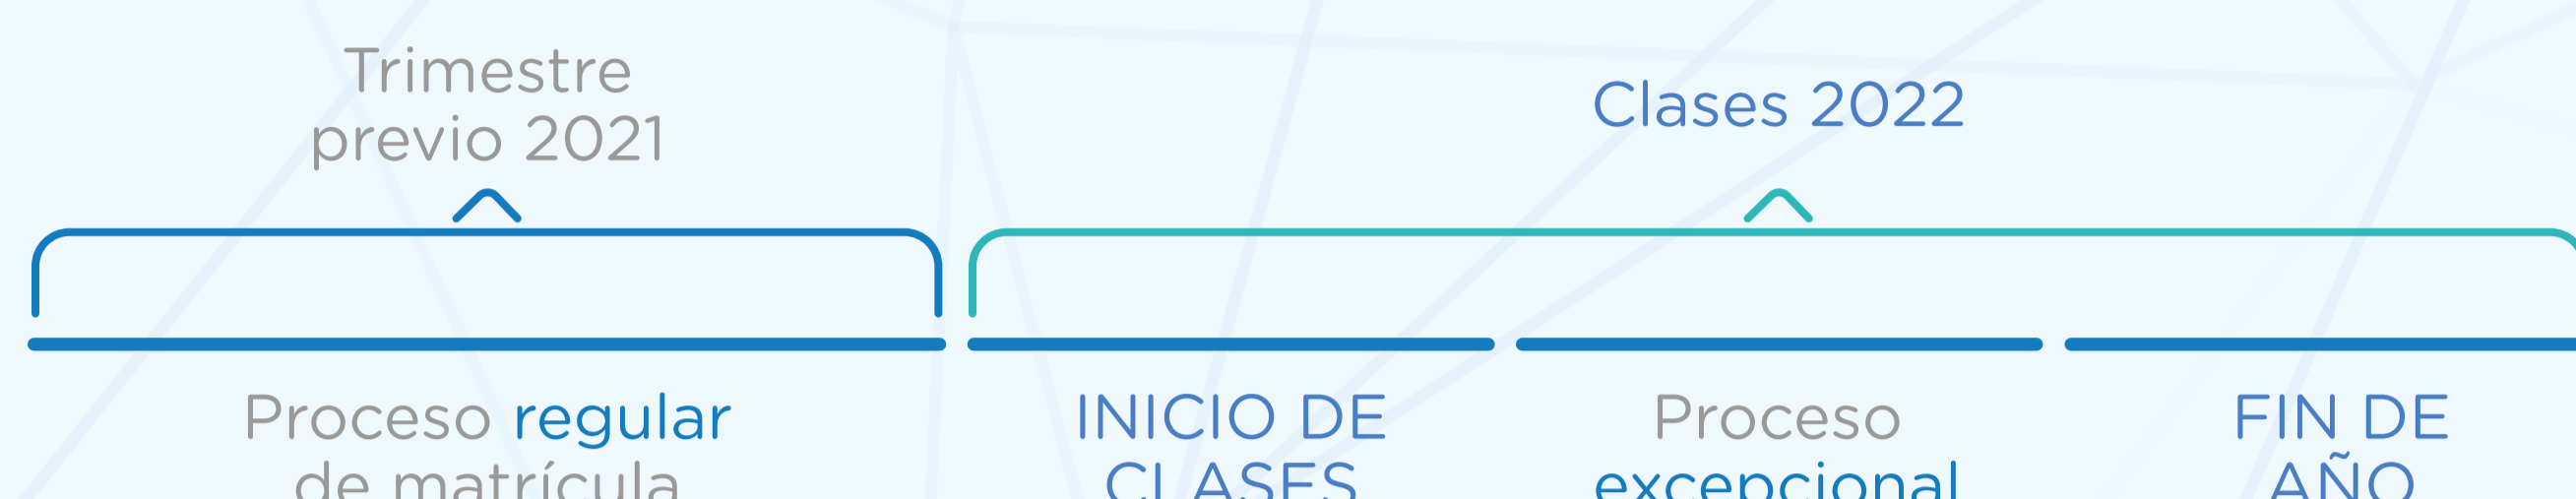 Trimestre
previo 2021
Clases 2022
Proceso regular
de matrícula
INICIO DE
CLASES
Proceso
excepcional
FIN DE
AÑO